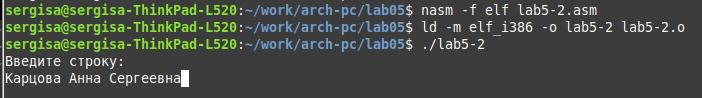 sergisa@sergisa-ThinkPad-L520:~/work/arch-pc/lab05$ nasm -f elf lab5-2.asm
sergisa@sergisa-ThinkPad-L520:~/work/arch-pc/lab05$ ld -m elf_i386 -o lab5-2 lab5-2.o
sergisa@sergisa-ThinkPad-L520:~/work/arch-pc/lab05$ ./lab5-2
Введите строку:
Карцова Анна Сергеевна